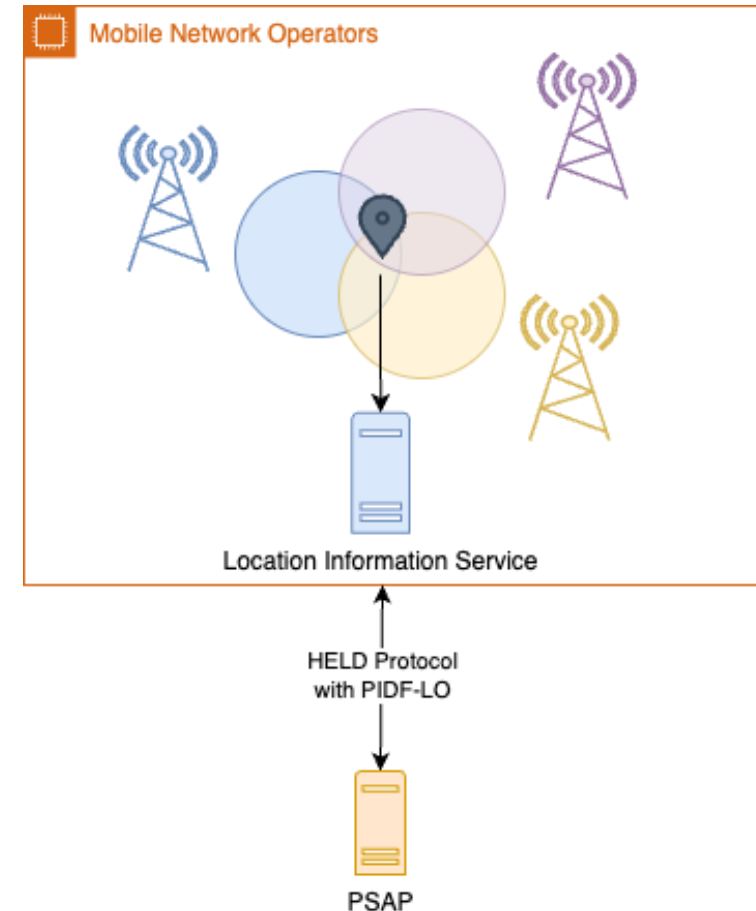 Mobile Network Operators
Location Information Service
HELD Protocol
with PIDF-LO
PSAP